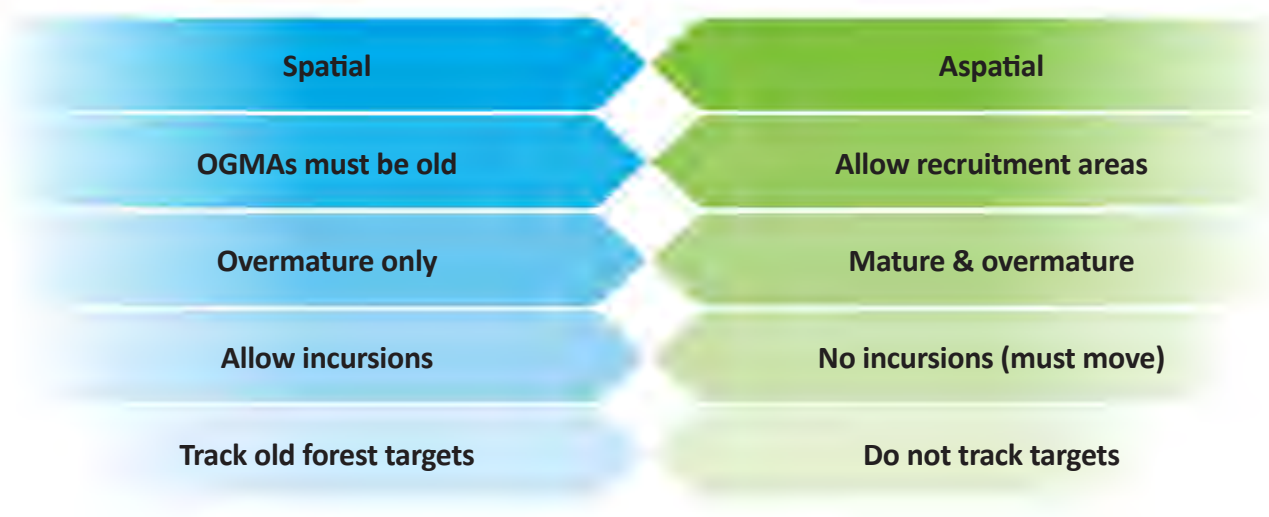 Spatial
Aspatial
OGMAs must be old
Allow recruitment areas
Overmature only
Mature & overmature
Allow incursions
No incursions (must move)
Track old forest targets
Do not track targets